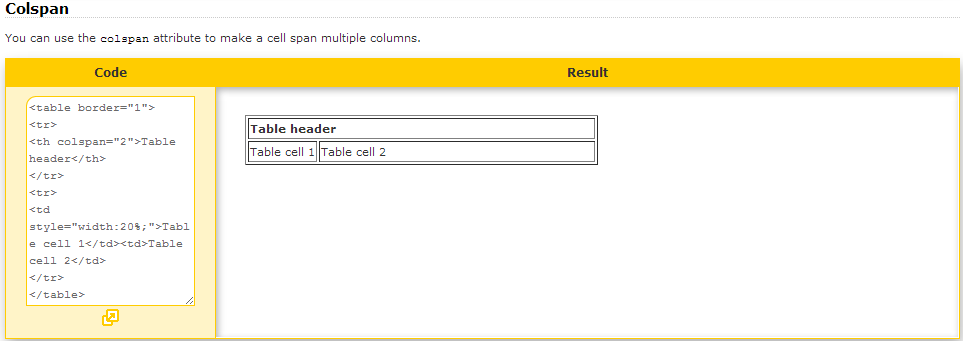 Colspan
You can use the colspan attribute to make a cell span multiple columns.
Code
Result
<table border="1">
<tr>
<th colspan="2">Table
header</th>
</tr>
<tr>
<td
style="width:20%;">Tabl
e cell 1</td><td>Table
cell 2</td>
</tr>
</table>
Table header
Table cell 1 Table cell 2